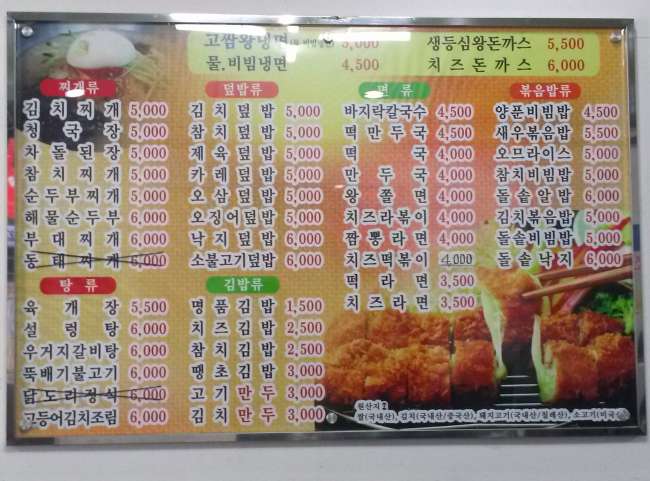 고쌈왕냉면 5,000
물.비빔냉면 4,500
생등심왕돈까스 5,500
치즈돈까스 6,000
찌개류
김치찌개 5,000
청국장 5,000
차돌된장 5,000
참치찌개 5,000
순두부찌개 5,000
해물순두부 6,000
부대찌개 6,000
동태찌개 6,000
탕류
육개장 5,500
설렁탕 6,000
우거지갈비탕 6,000
뚝배기불고기 6,000
닭도리정식 6,000
고등어김치조림 6,000
덮밥류
김치덮밥 5,000
참치덮밥 5,000
제육덮밥 5,000
카레덮밥 5,000
오삼덮밥 5,000
오징어덮밥 5,000
낙지덮밥 6,000
소불고기덮밥 6,000
김밥류
명품김밥 1,500
치즈김밥 2,500
참치김밥 2,500
땡초김밥 3,000
고기만두 3,000
김치만두 3,000
면류
바지락칼국수 4,500
떡만두국 4,500
떡국 4,000
만두국 4,000
왕쫄면 4,000
치즈라볶이 4,000
짬뽕라면 4,000
치즈떡볶이 4,000
떡라면 3,500
치즈라면 3,500
볶음밥류
양푼비빔밥 4,500
새우볶음밥 5,500
오므라이스 5,000
참치비빔밥 5,000
돌솥알밥 6,000
김치볶음밥 5,000
돌솥비빔밥 5,000
돌솥낙지 6,000
원산지
쌀(국내산), 김치(국내산/중국산), 돼지고기(국내산/칠레산), 소고기(미국